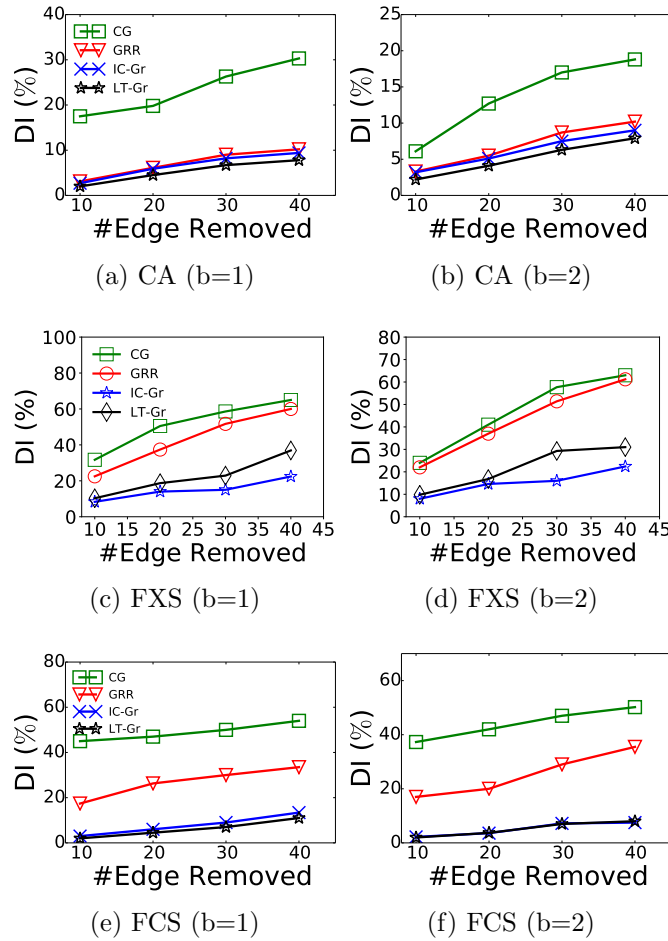 40
30
20
10
0
DI (%)
CG
GRR
IC-Gr
LT-Gr
10 20 30 40
#Edge Removed
(a) CA (b=1)
25
20
15
10
5
0
DI (%)
10 20 30 40
#Edge Removed
(b) CA (b=2)
100
80
60
40
20
0
DI (%)
CG
GRR
IC-Gr
LT-Gr
10 15 20 25 30 35 40 45
#Edge Removed
(c) FXS (b=1)
80
70
60
50
40
30
20
10
0
DI (%)
10 15 20 25 30 35 40 45
#Edge Removed
(d) FXS (b=2)
80
60
40
20
0
DI (%)
CG
GRR
IC-Gr
LT-Gr
10 20 30 40
#Edge Removed
(e) FCS (b=1)
60
40
20
0
DI (%)
10 20 30 40
#Edge Removed
(f) FCS (b=2)